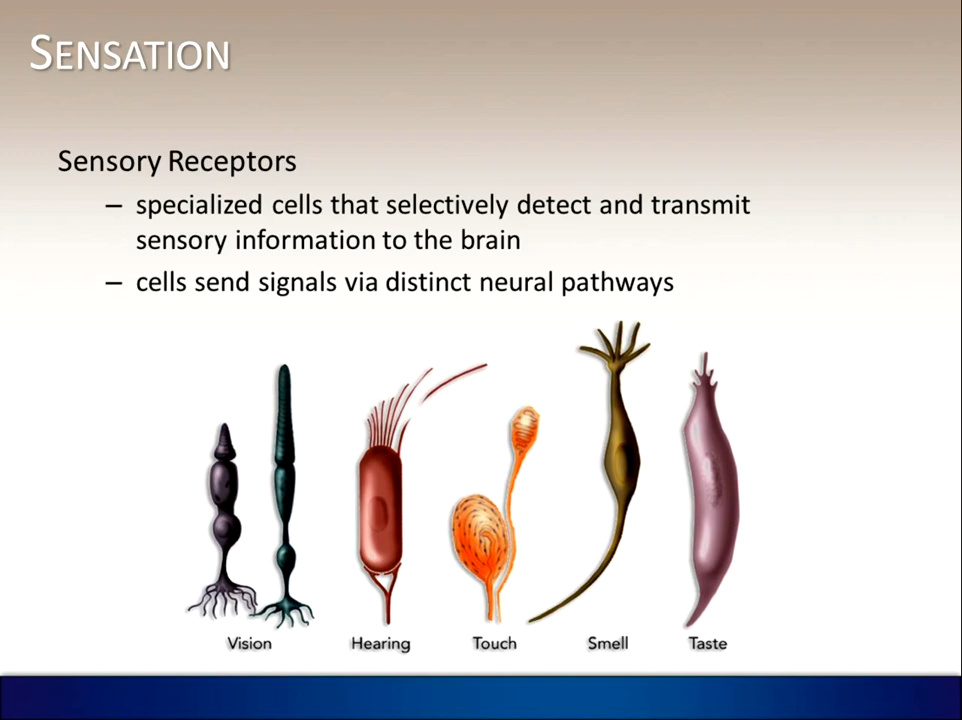 SENSATION
Sensory Receptors
– specialized cells that selectively detect and transmit
sensory information to the brain
– cells send signals via distinct neural pathways
Vision Hearing Touch Smell Taste